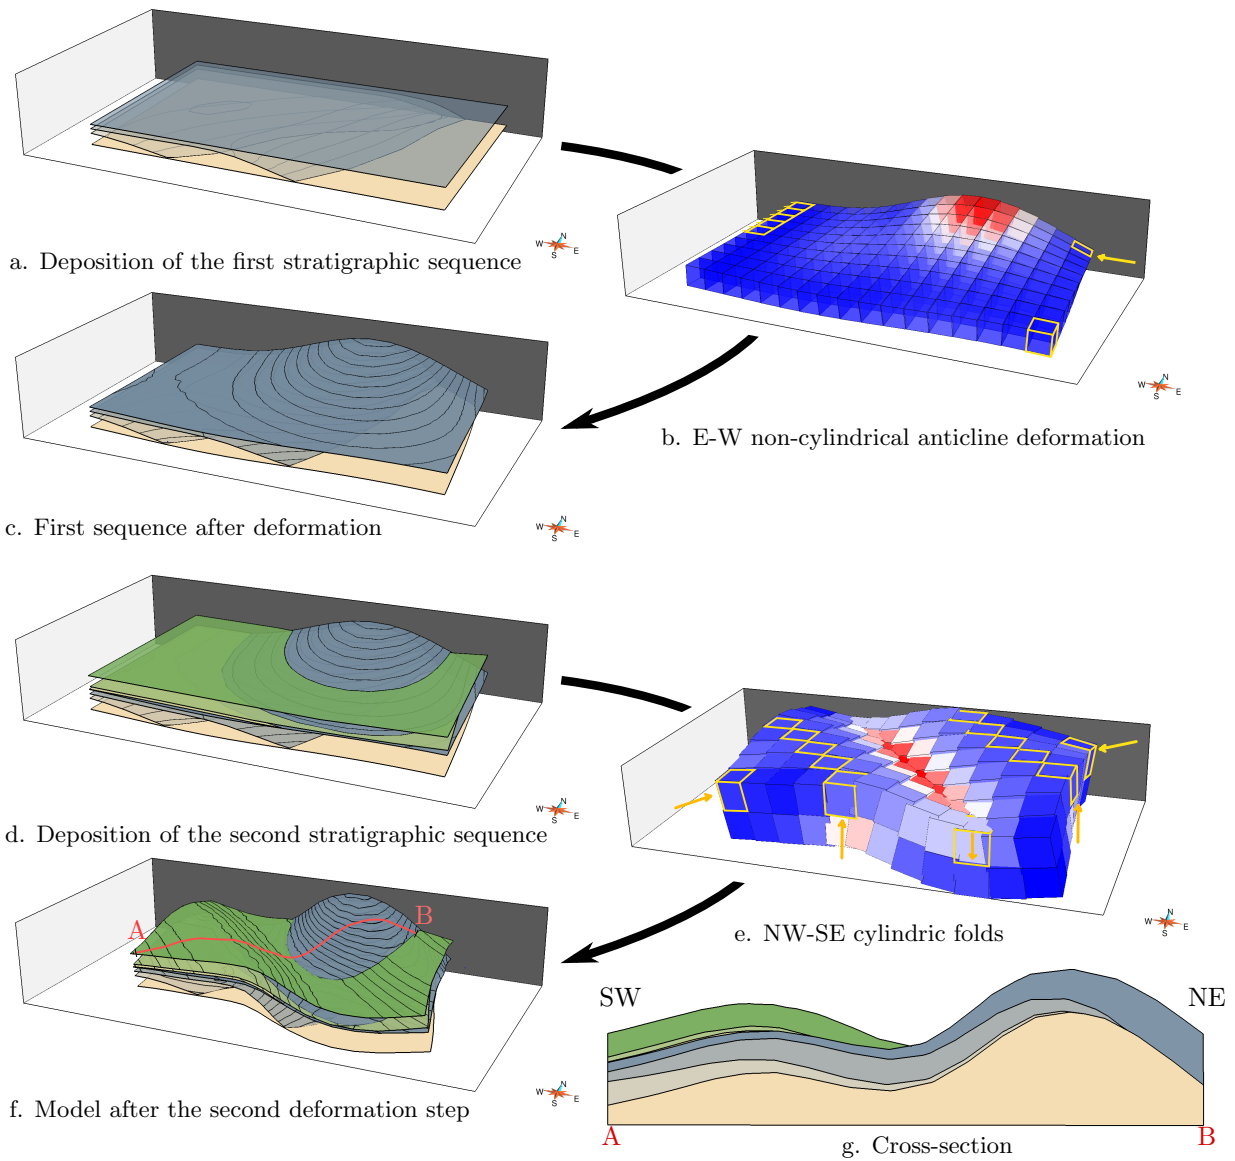 W N E S
a. Deposition of the first stratigraphic sequence
W N E S
b. E-W non-cylindrical anticline deformation
c. First sequence after deformation
W N E S
d. Deposition of the second stratigraphic sequence
W N E S
A
B
e. NW-SE cylindric folds
W N E S
SW
NE
f. Model after the second deformation step
W N E S
A
B
g. Cross-section